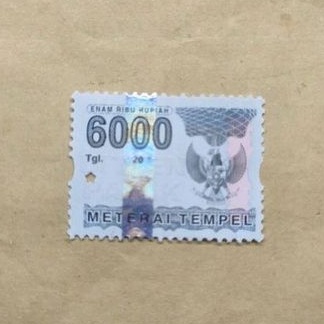 ENAM RIBU RUPIAH
6000
Tgl. 20
METERAI TEMPEL